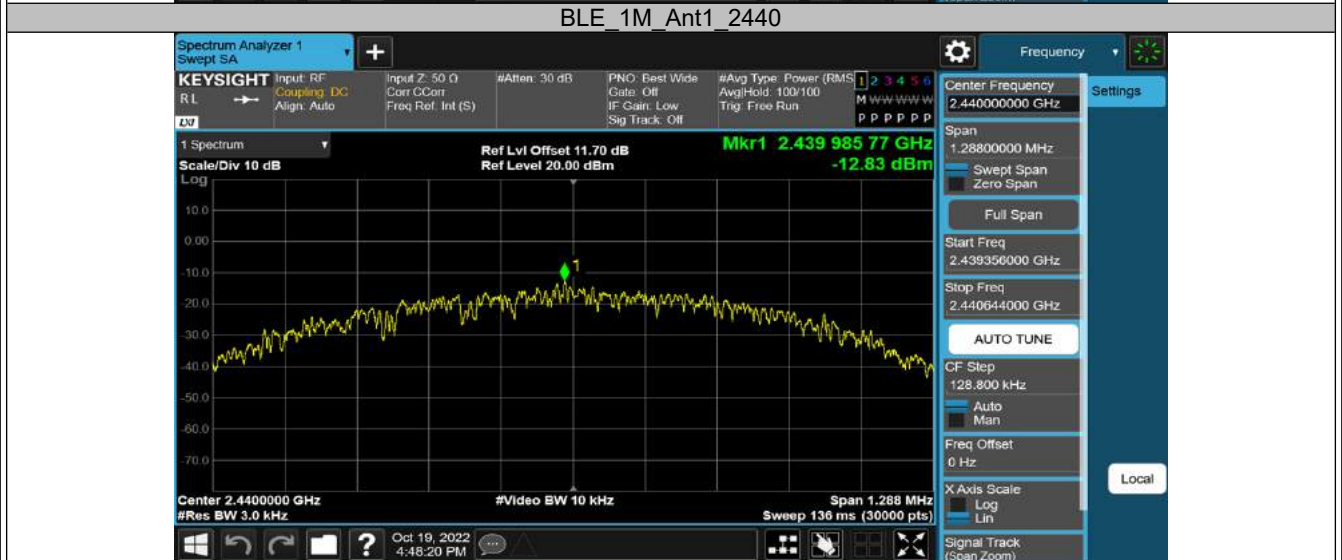 BLE_1M_Ant1_2440
Spectrum Analyzer 1
Swept SA
+
Frequency
KEYSIGHT
RL
LXI
Input: RF
Coupling: DC
Align: Auto
Input Z: 50 Ω
Corr CCorr
Freq Ref: Int (S)
#Atten: 30 dB
PNO: Best Wide
Gate: Off
IF Gain: Low
Sig Track: Off
#Avg Type: Power (RMS
Avg|Hold: 100/100
Trig: Free Run
1 2 3 4 5 6
M W W W W W
P P P P P P
1 Spectrum
Scale/Div 10 dB
Log
Ref Lvl Offset 11.70 dB
Ref Level 20.00 dBm
Mkr1 2.439 985 77 GHz
-12.83 dBm
10.0
0.00
-10.0
-20.0
-30.0
-40.0
-50.0
-60.0
-70.0
1
Center 2.4400000 GHz
#Res BW 3.0 kHz
#Video BW 10 kHz
Span 1.288 MHz
Sweep 136 ms (30000 pts)
Center Frequency
2.440000000 GHz
Settings
Span
1.28800000 MHz
Swept Span
Zero Span
Full Span
Start Freq
2.439356000 GHz
Stop Freq
2.440644000 GHz
AUTO TUNE
CF Step
128.800 kHz
Auto
Man
Freq Offset
0 Hz
X Axis Scale
Log
Lin
Local
Signal Track
(Span Zoom)
?
Oct 19, 2022
4:48:20 PM